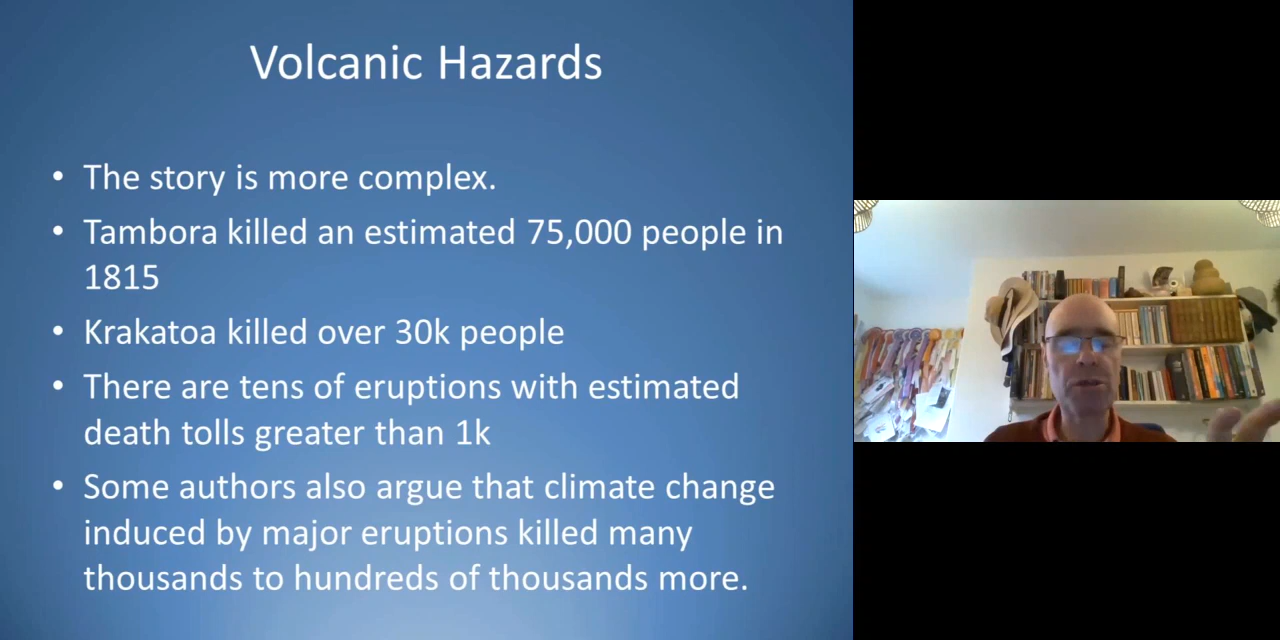 Volcanic Hazards
• The story is more complex.
• Tambora killed an estimated 75,000 people in
1815
• Krakatoa killed over 30k people
• There are tens of eruptions with estimated
death tolls greater than 1k
• Some authors also argue that climate change
induced by major eruptions killed many
thousands to hundreds of thousands more.